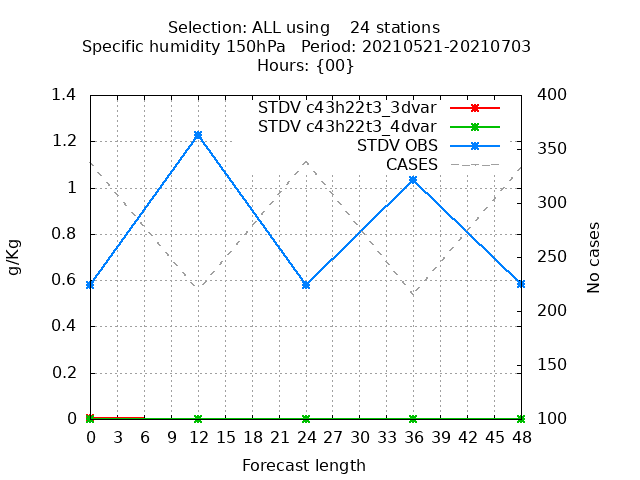 Selection: ALL using    24 stations
Specific humidity 150hPa   Period: 20210521-20210703
Hours: {00}
STDV c43h22t3_3dvar
STDV c43h22t3_4dvar
STDV OBS
CASES
1.4
1.2
1
0.8
0.6
0.4
0.2
0
g/Kg
400
350
300
250
200
150
100
No cases
0 3 6 9 12 15 18 21 24 27 30 33 36 39 42 45 48
Forecast length